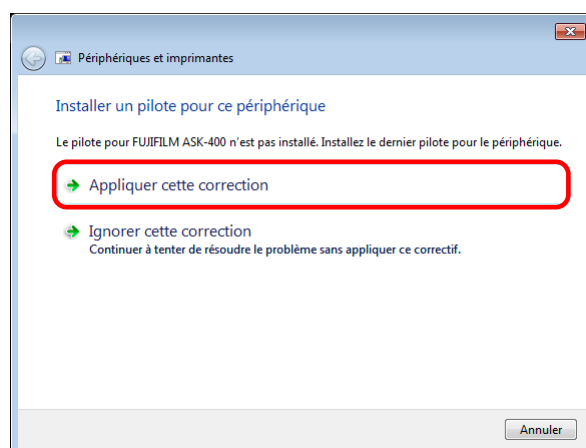 Périphériques et imprimantes
Installer un pilote pour ce périphérique
Le pilote pour FUJIFILM ASK-400 n'est pas installé. Installez le dernier pilote pour le périphérique.
Appliquer cette correction
Ignorer cette correction
Continuer à tenter de résoudre le problème sans appliquer ce correctif.
Annuler